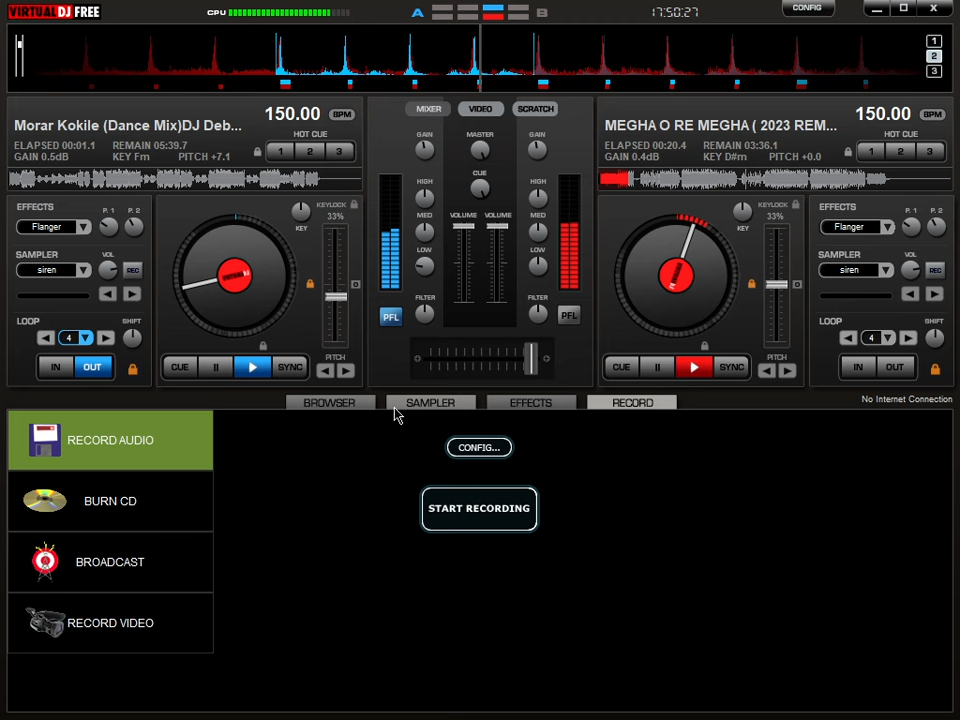 VIRTUAL DJ FREE
CPU
A B
17:50:27
CONFIG
X
1
2
3
150.00 BPM
Morar Kokile (Dance Mix)DJ Deb...
HOT CUE
ELAPSED 00:01.1 REMAIN 05:39.7
GAIN 0.5dB KEY Fm PITCH +7.1
1 2 3
MIXER VIDEO SCRATCH
GAIN MASTER GAIN
HIGH CUE HIGH
MED VOLUME VOLUME MED
LOW LOW
FILTER FILTER
PFL PFL
150.00 BPM
MEGHA O RE MEGHA ( 2023 REM...
HOT CUE
ELAPSED 00:20.4 REMAIN 03:36.1
GAIN 0.4dB KEY D#m PITCH +0.0
1 2 3
EFFECTS P. 1 P. 2
Flanger
SAMPLER VOL
siren REC
LOOP SHIFT
4
IN OUT
KEYLOCK
33%
KEY
CUE SYNC PITCH
KEYLOCK
33%
KEY
CUE SYNC PITCH
EFFECTS P. 1 P. 2
Flanger
SAMPLER VOL
siren REC
LOOP SHIFT
4
IN OUT
BROWSER SAMPLER EFFECTS RECORD
No Internet Connection
RECORD AUDIO
BURN CD
BROADCAST
RECORD VIDEO
CONFIG...
START RECORDING